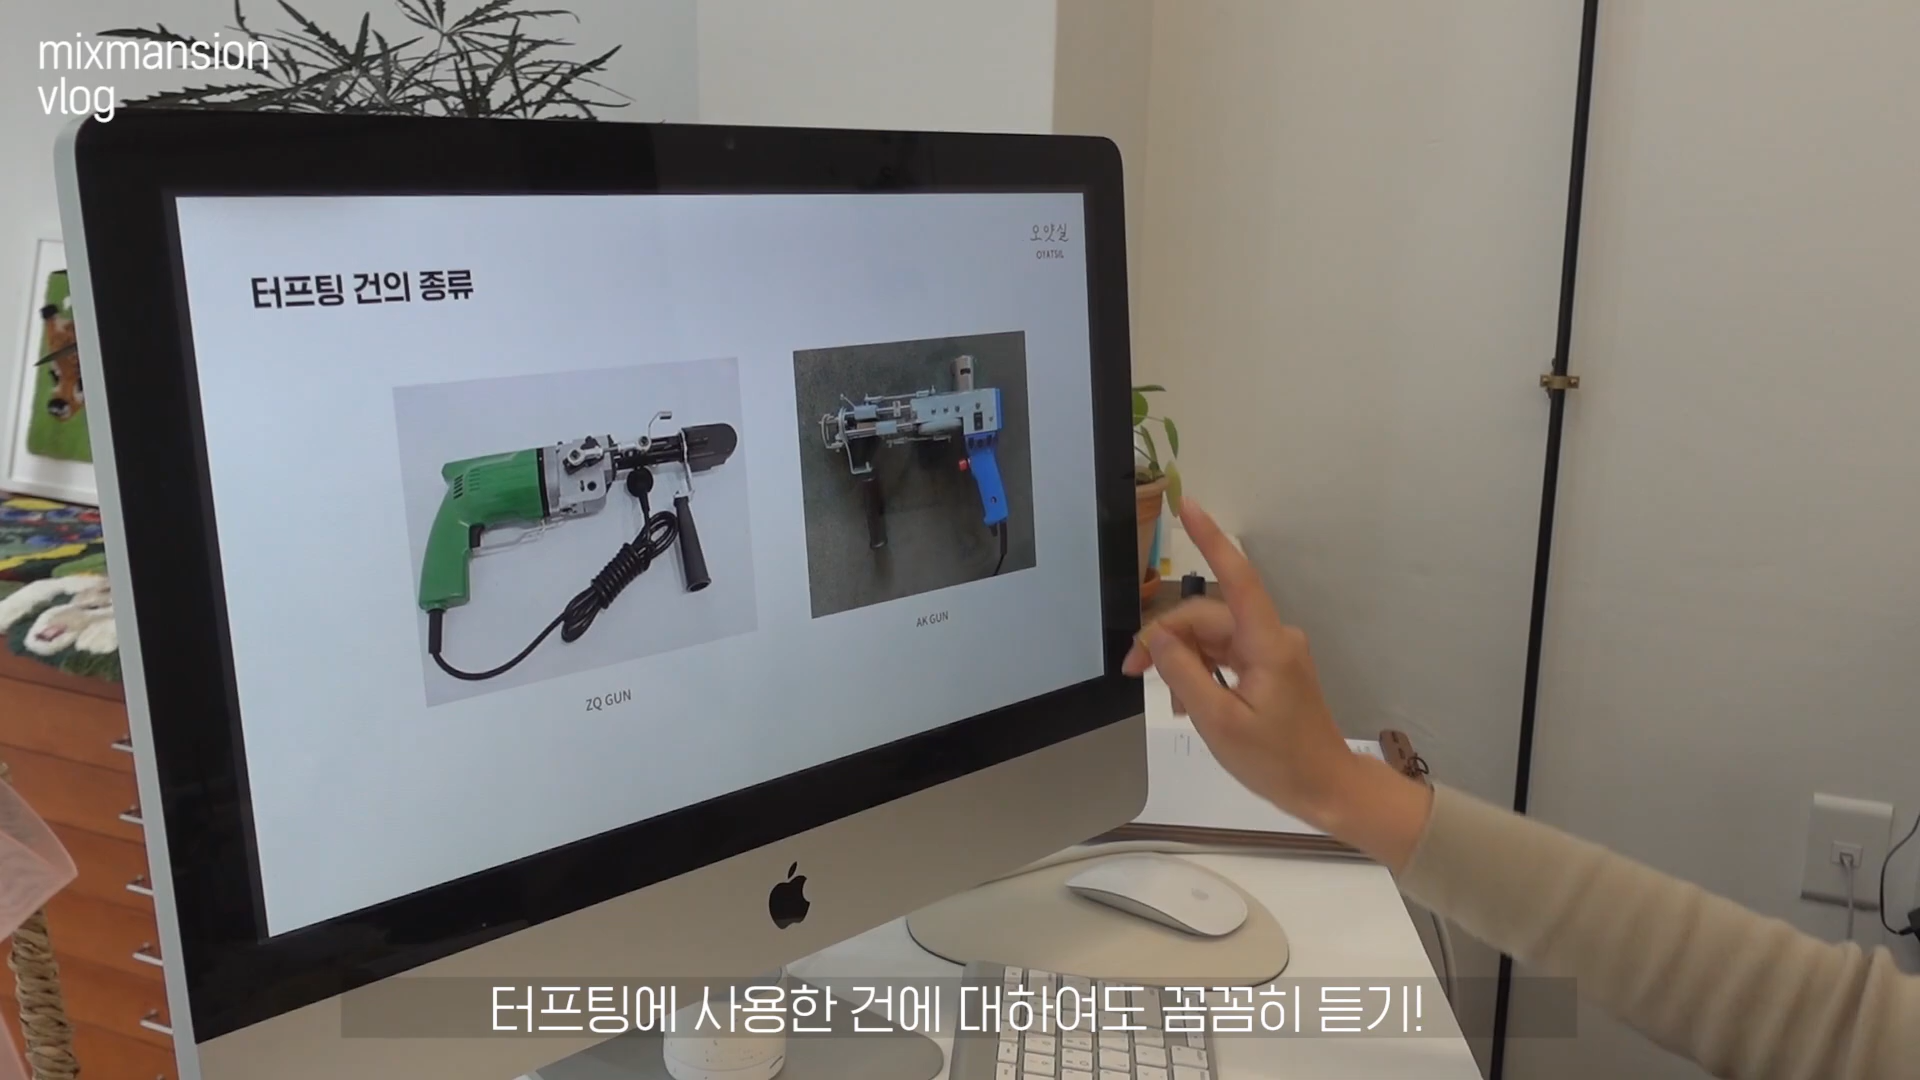 mixmansion
vlog
오얏실
OYATSIL
터프팅 건의 종류
AK GUN
ZQ GUN
터프팅에 사용한 건에 대하여도 꼼꼼히 듣기!